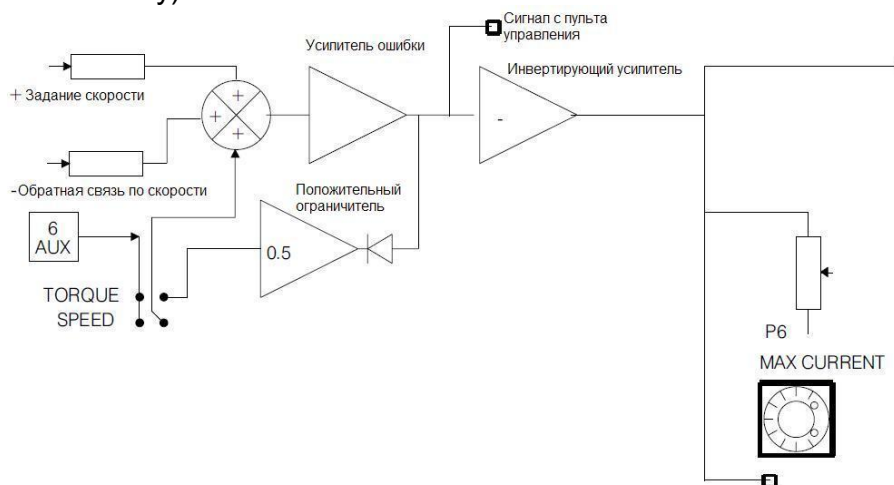 у)
Сигнал с пульта
управления
Усилитель ошибки
Инвертирующий усилитель
+ Задание скорости
+
+
+
-
-Обратная связь по скорости
Положительный
ограничитель
6
AUX
0.5
TORQUE
SPEED
P6
MAX CURRENT